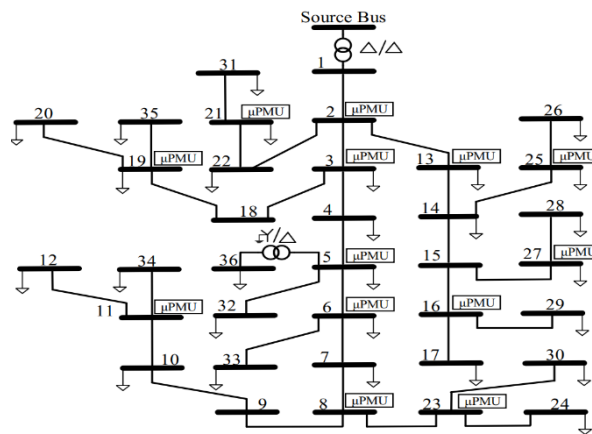 Source Bus
△/△
31 1
20 35 21 μPMU 2 μPMU 26
19 μPMU 22 3 μPMU 13 μPMU 25 μPMU
18 4 14 28
12 34 36 Y/△ 5 μPMU 15 27 μPMU
11 μPMU 32 6 μPMU 16 μPMU 29
10 33 7 17 30
9 8 μPMU 23 μPMU 24